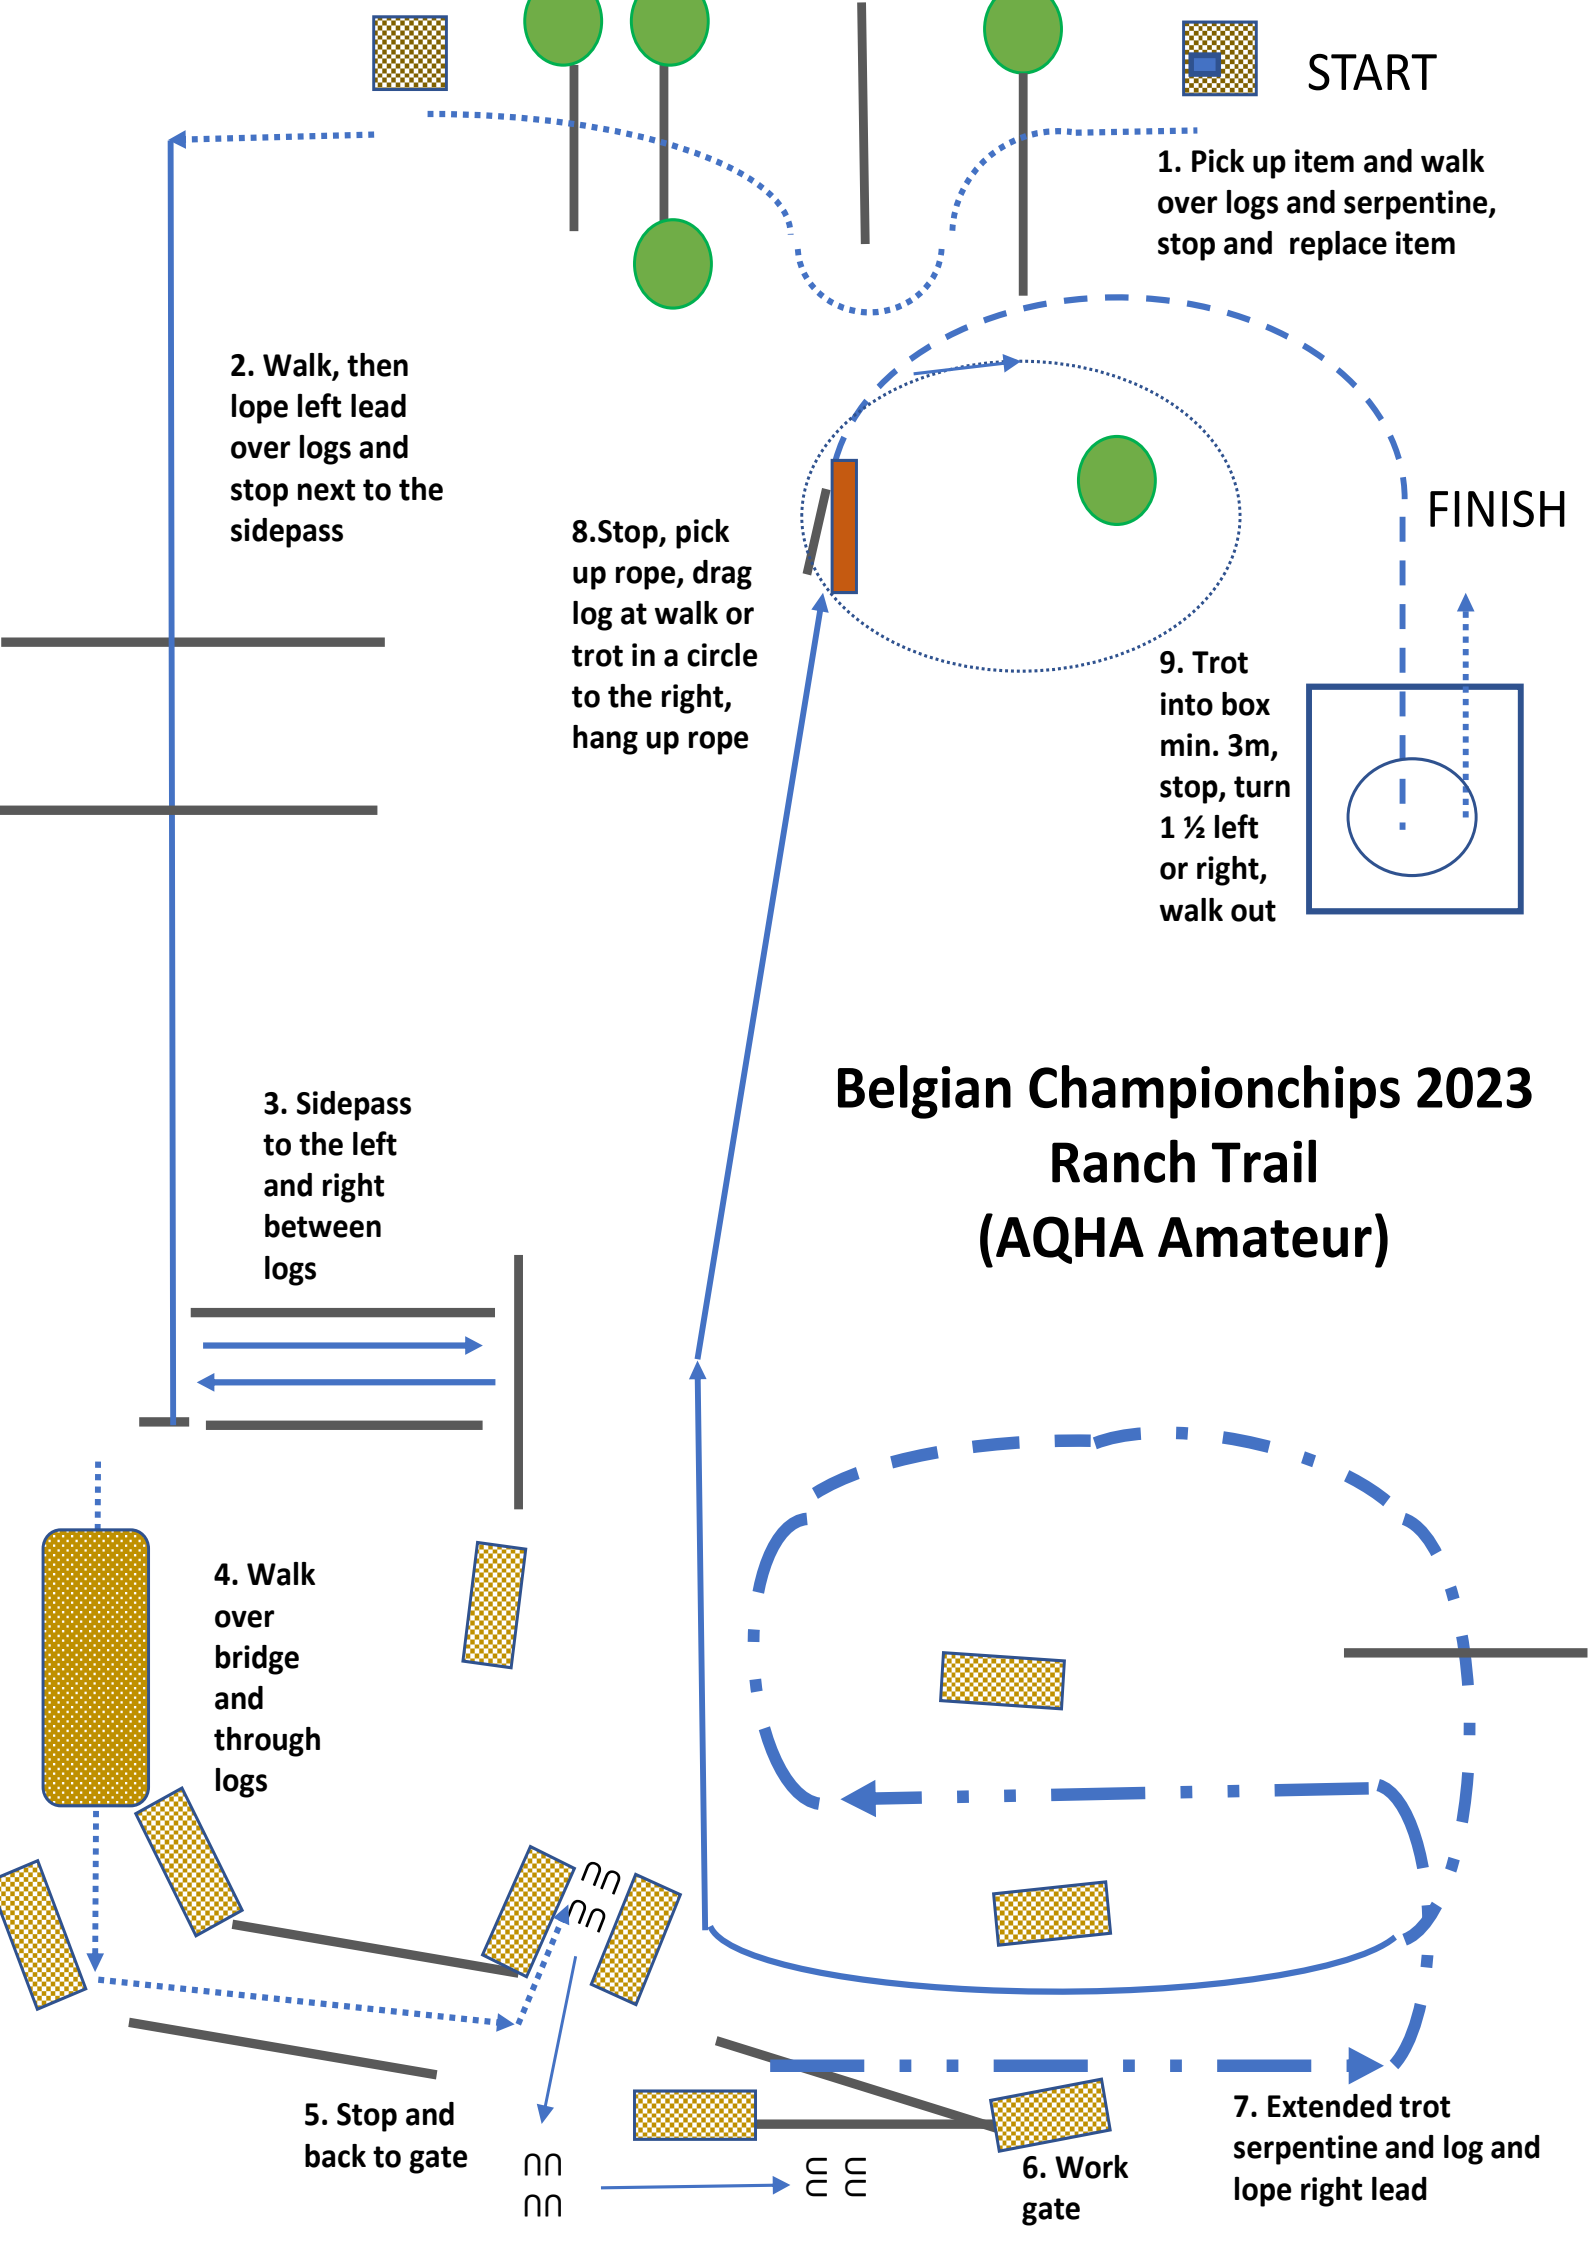 START
1. Pick up item and walk
over logs and serpentine,
stop and  replace item
2. Walk, then
lope left lead
over logs and
stop next to the
sidepass
8.Stop, pick
up rope, drag
log at walk or
trot in a circle
to the right,
hang up rope
FINISH
9. Trot
into box
min. 3m,
stop, turn
1 ½ left
or right,
walk out
Belgian Championchips 2023
Ranch Trail
(AQHA Amateur)
3. Sidepass
to the left
and right
between
logs
4. Walk
over
bridge
and
through
logs
5. Stop and
back to gate
6. Work
gate
7. Extended trot
serpentine and log and
lope right lead